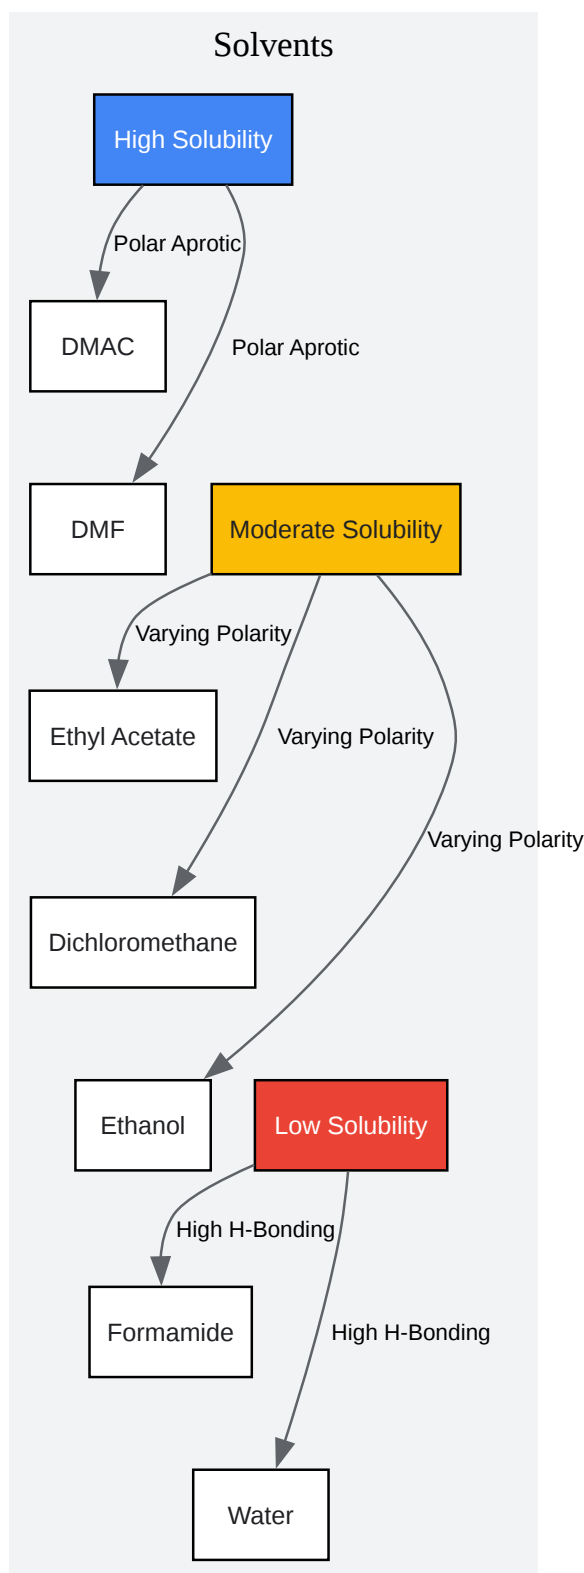 Solvents
High Solubility
Polar Aprotic
DMAC
Polar Aprotic
DMF
Moderate Solubility
Varying Polarity
Ethyl Acetate
Varying Polarity
Varying Polarity
Dichloromethane
Ethanol
Low Solubility
High H-Bonding
Formamide
High H-Bonding
Water